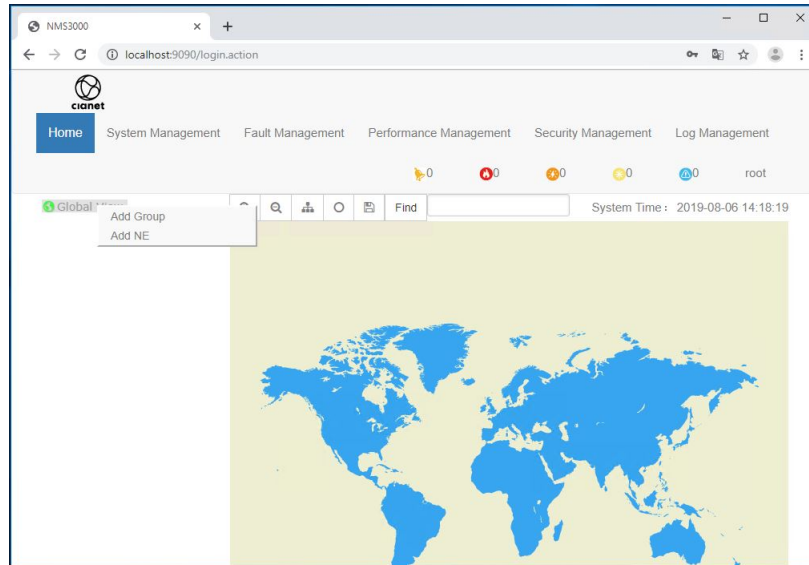 NMS3000
localhost:9090/login.action
cianet
Home System Management Fault Management Performance Management Security Management Log Management
0 0 0 0 0 root
Global View Find System Time : 2019-08-06 14:18:19
Add Group
Add NE